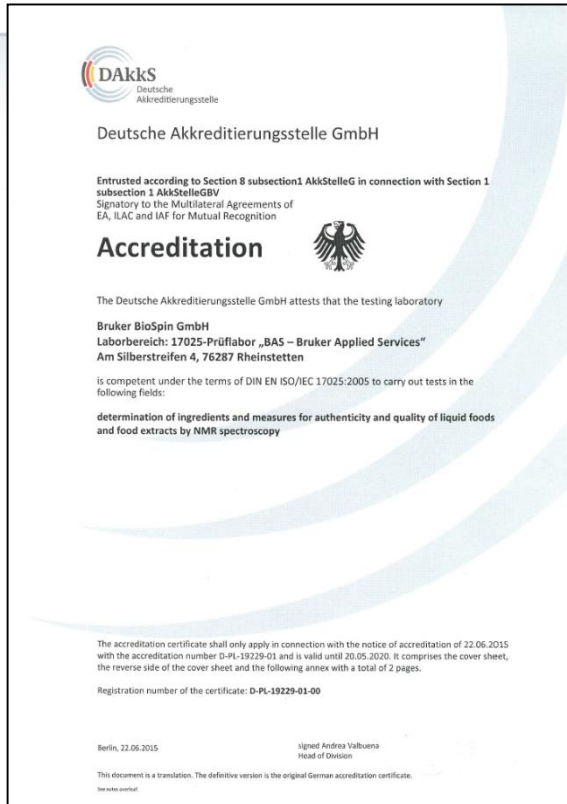 DAkkS
Deutsche
Akkreditierungsstelle
Deutsche Akkreditierungsstelle GmbH
Entrusted according to Section 8 subsection1 AkkStelleG in connection with Section 1
subsection 1 AkkStelleGBV
Signatory to the Multilateral Agreements of
EA, ILAC and IAF for Mutual Recognition
Accreditation
The Deutsche Akkreditierungsstelle GmbH attests that the testing laboratory
Bruker BioSpin GmbH
Laborbereich: 17025-Prüflabor „BAS – Bruker Applied Services"
Am Silberstreifen 4, 76287 Rheinstetten
is competent under the terms of DIN EN ISO/IEC 17025:2005 to carry out tests in the
following fields:
determination of ingredients and measures for authenticity and quality of liquid foods
and food extracts by NMR spectroscopy
The accreditation certificate shall only apply in connection with the notice of accreditation of 22.06.2015
with the accreditation number D-PL-19229-01 and is valid until 20.05.2020. It comprises the cover sheet,
the reverse side of the cover sheet and the following annex with a total of 2 pages.
Registration number of the certificate: D-PL-19229-01-00
Berlin, 22.06.2015
signed Andrea Valbuena
Head of Division
This document is a translation. The definitive version is the original German accreditation certificate.
See notes overleaf.